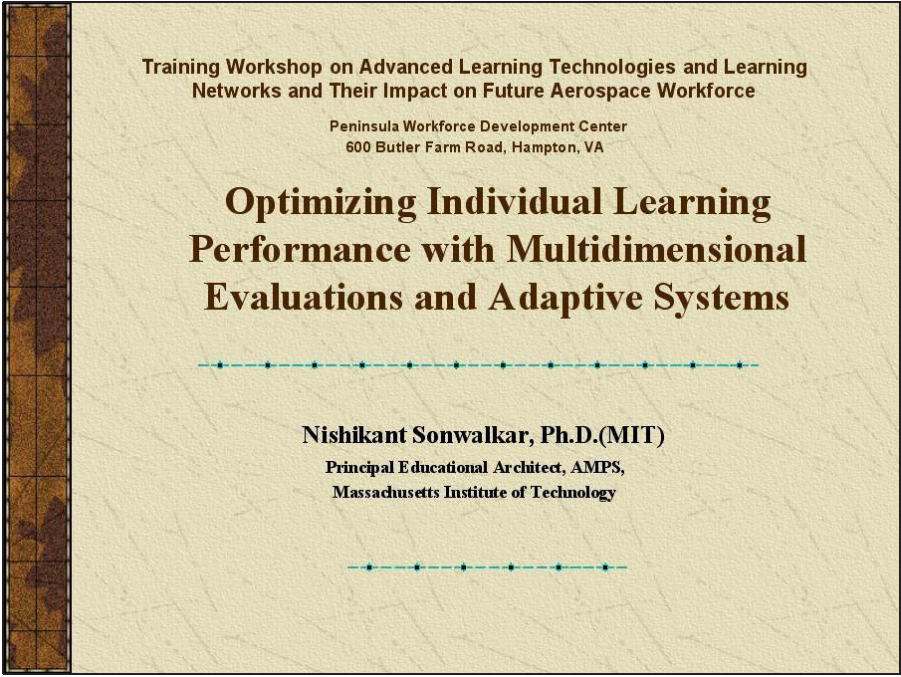 Training Workshop on Advanced Learning Technologies and Learning
Networks and Their Impact on Future Aerospace Workforce
Peninsula Workforce Development Center
600 Butler Farm Road, Hampton, VA
Optimizing Individual Learning
Performance with Multidimensional
Evaluations and Adaptive Systems
Nishikant Sonwalkar, Ph.D.(MIT)
Principal Educational Architect, AMPS,
Massachusetts Institute of Technology